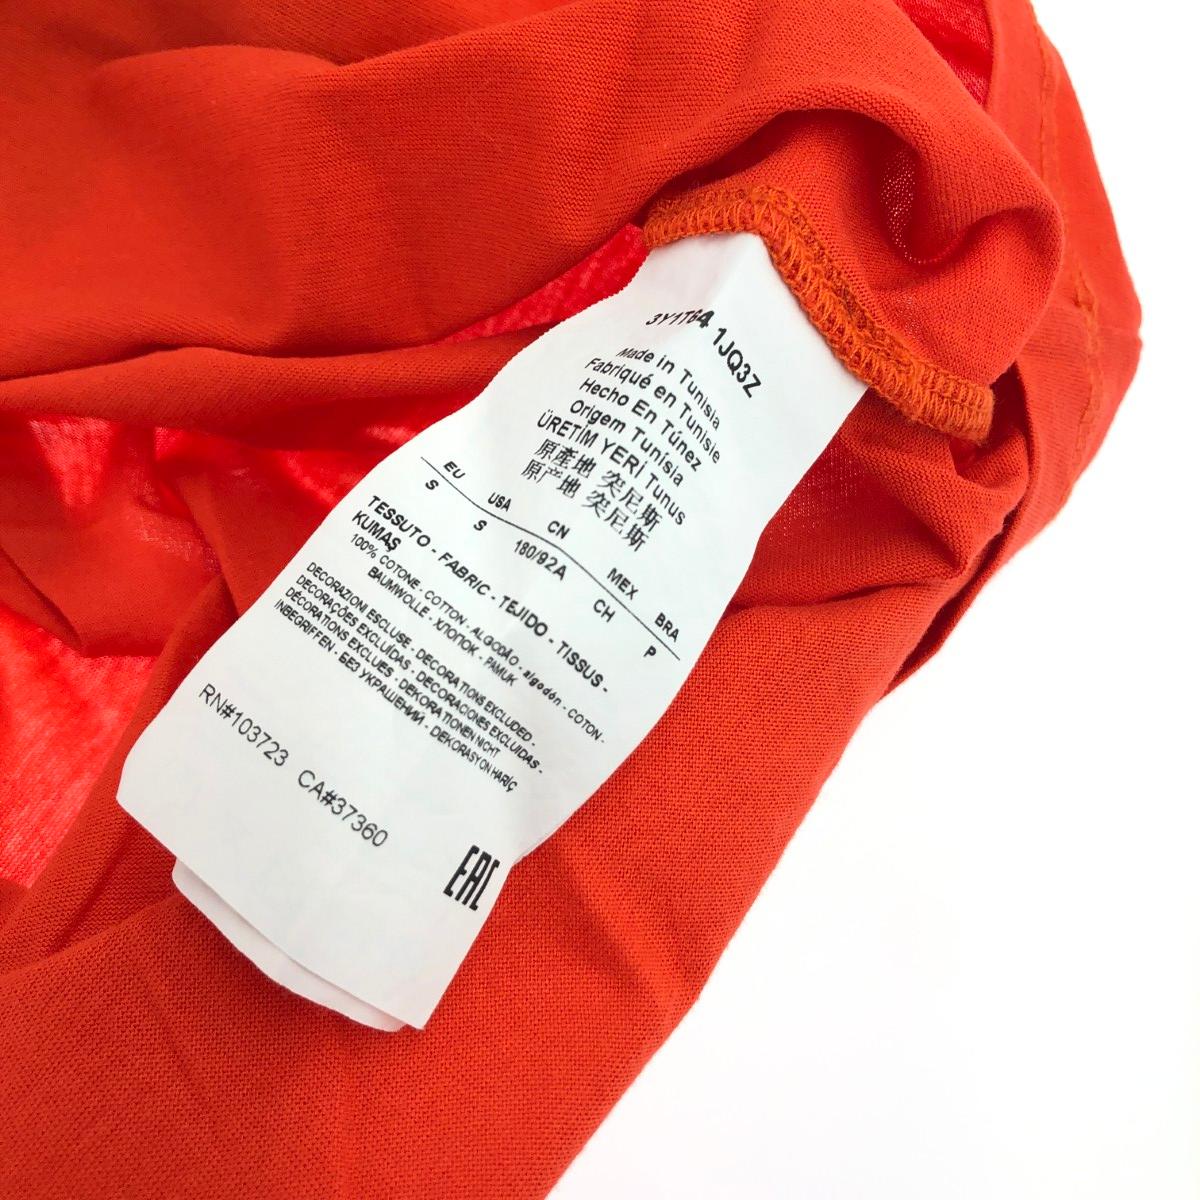 3Y1T64 1JQ3Z
Made in Tunisia
Fabriqué en Tunisie
Hecho En Túnez
Origem Tunísia
ÜRETİM YERİ Tunus
原產地 突尼斯
原产地 突尼斯
EU USA CN MEX BRA
S S 180/92A CH P
TESSUTO - FABRIC - TEJIDO - TISSUS -
KUMAŞ
100% COTONE - COTTON - ALGODÃO - algodón - COTON -
BAUMWOLLE - ХЛОПОК - PAMUK
DECORAZIONI ESCLUSE - DECORATIONS EXCLUDED -
DECORAÇÕES EXCLUÍDAS - DECORACIONES EXCLUIDAS -
DÉCORATIONS EXCLUES - DEKORATIONEN NICHT
INBEGRIFFEN - БЕЗ УКРАШЕНИЙ - DEKORASYON HARİÇ
RN#103723 CA#37360
EAC